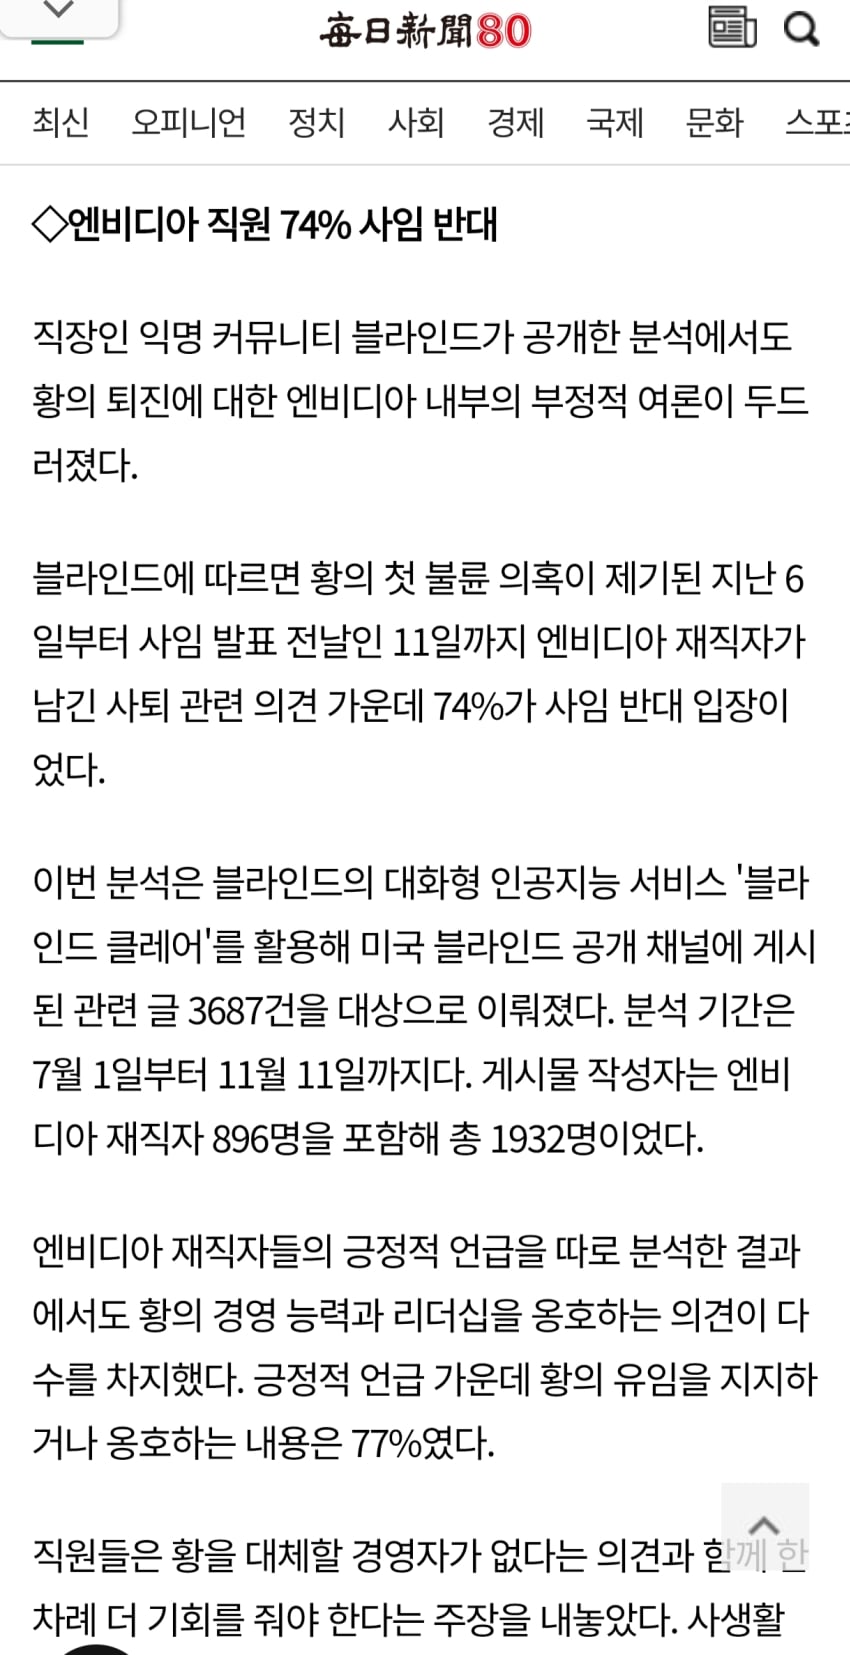 每日新聞80
최신 오피니언 정치 사회 경제 국제 문화 스포츠
◇엔비디아 직원 74% 사임 반대
직장인 익명 커뮤니티 블라인드가 공개한 분석에서도
황의 퇴진에 대한 엔비디아 내부의 부정적 여론이 두드
러졌다.
블라인드에 따르면 황의 첫 불륜 의혹이 제기된 지난 6
일부터 사임 발표 전날인 11일까지 엔비디아 재직자가
남긴 사퇴 관련 의견 가운데 74%가 사임 반대 입장이
었다.
이번 분석은 블라인드의 대화형 인공지능 서비스 '블라
인드 클레어'를 활용해 미국 블라인드 공개 채널에 게시
된 관련 글 3687건을 대상으로 이뤄졌다. 분석 기간은
7월 1일부터 11월 11일까지다. 게시물 작성자는 엔비
디아 재직자 896명을 포함해 총 1932명이었다.
엔비디아 재직자들의 긍정적 언급을 따로 분석한 결과
에서도 황의 경영 능력과 리더십을 옹호하는 의견이 다
수를 차지했다. 긍정적 언급 가운데 황의 유임을 지지하
거나 옹호하는 내용은 77%였다.
직원들은 황을 대체할 경영자가 없다는 의견과 함께 한
차례 더 기회를 줘야 한다는 주장을 내놓았다. 사생활